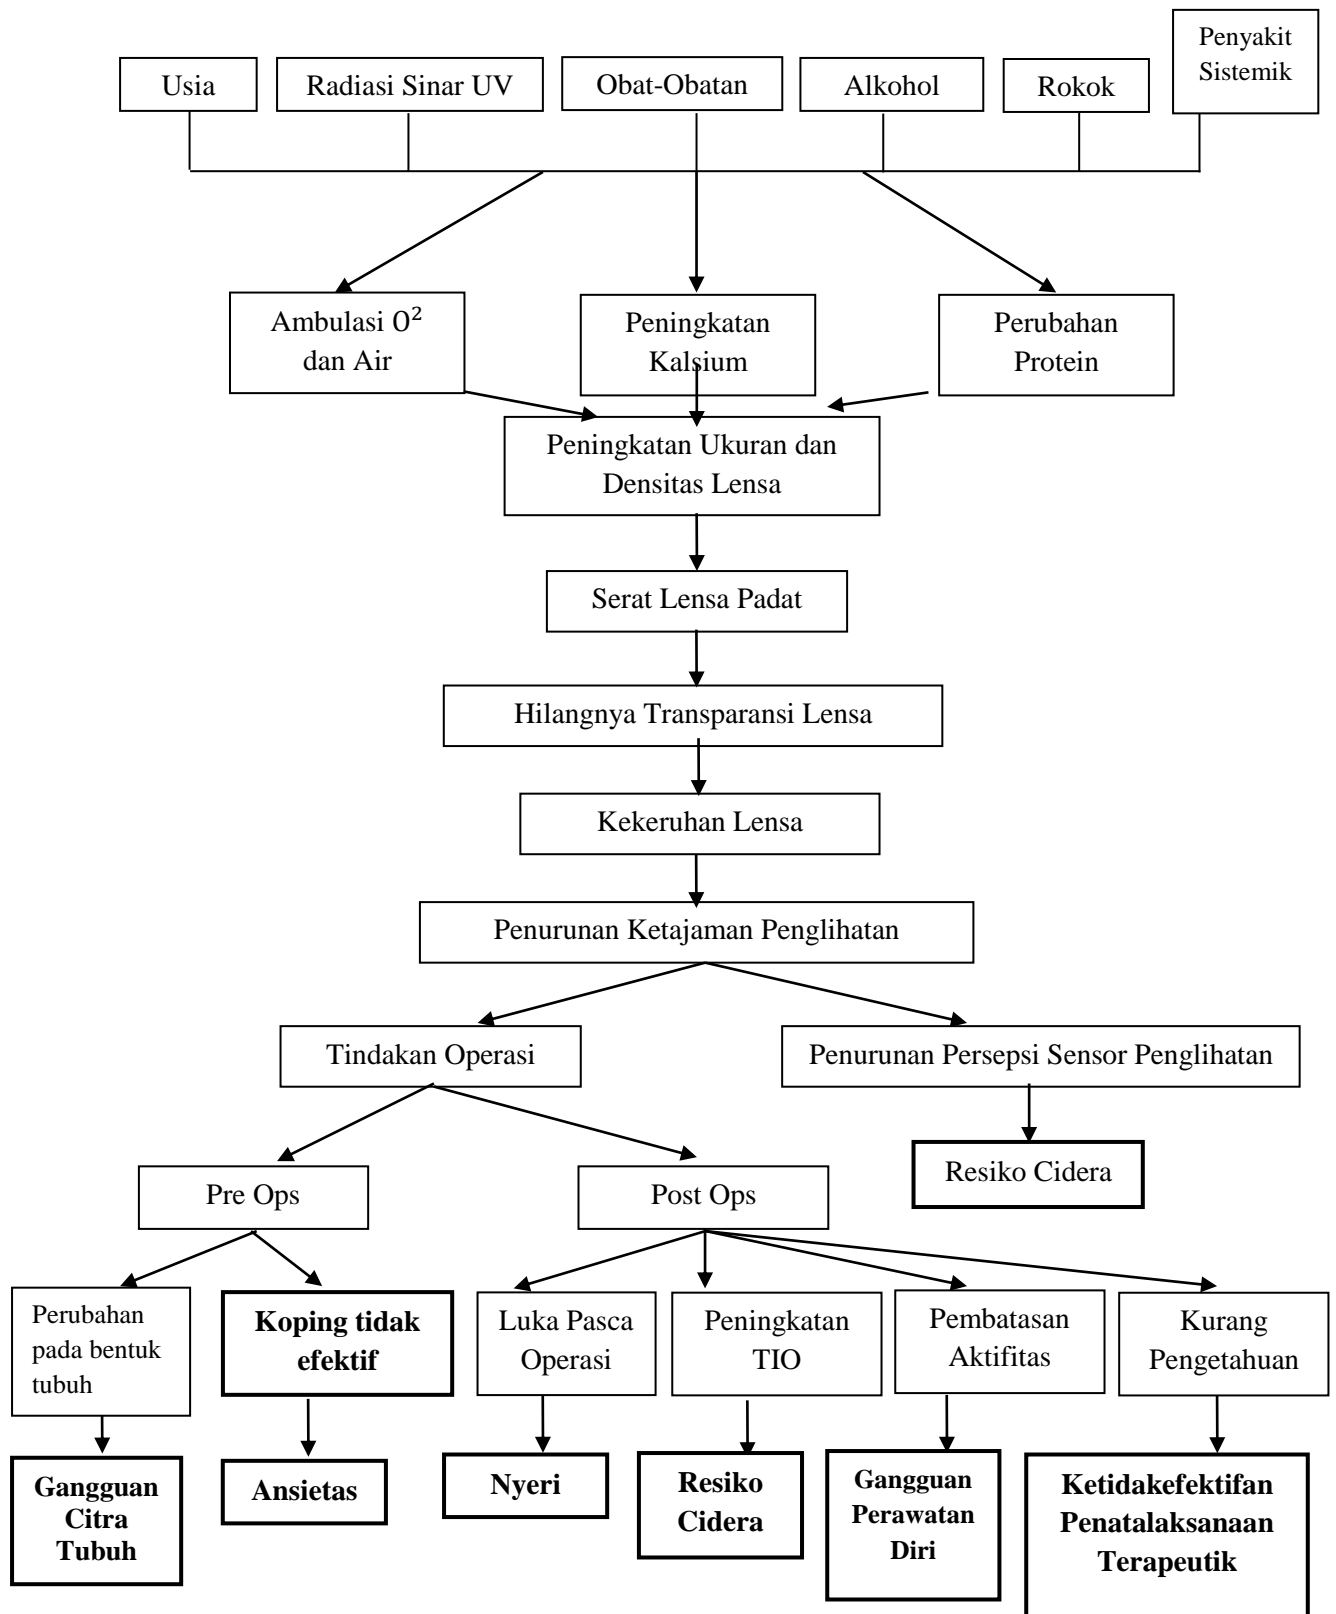 Penyakit
Sistemik
Usia
Radiasi Sinar UV
Obat-Obatan
Alkohol
Rokok
Ambulasi O²
dan Air
Peningkatan
Kalsium
Perubahan
Protein
Peningkatan Ukuran dan
Densitas Lensa
Serat Lensa Padat
Hilangnya Transparansi Lensa
Kekeruhan Lensa
Penurunan Ketajaman Penglihatan
Tindakan Operasi
Penurunan Persepsi Sensor Penglihatan
Resiko Cidera
Pre Ops
Post Ops
Perubahan
pada bentuk
tubuh
Koping tidak
efektif
Luka Pasca
Operasi
Peningkatan
TIO
Pembatasan
Aktifitas
Kurang
Pengetahuan
Gangguan
Citra
Tubuh
Ansietas
Nyeri
Resiko
Cidera
Gangguan
Perawatan
Diri
Ketidakefektifan
Penatalaksanaan
Terapeutik